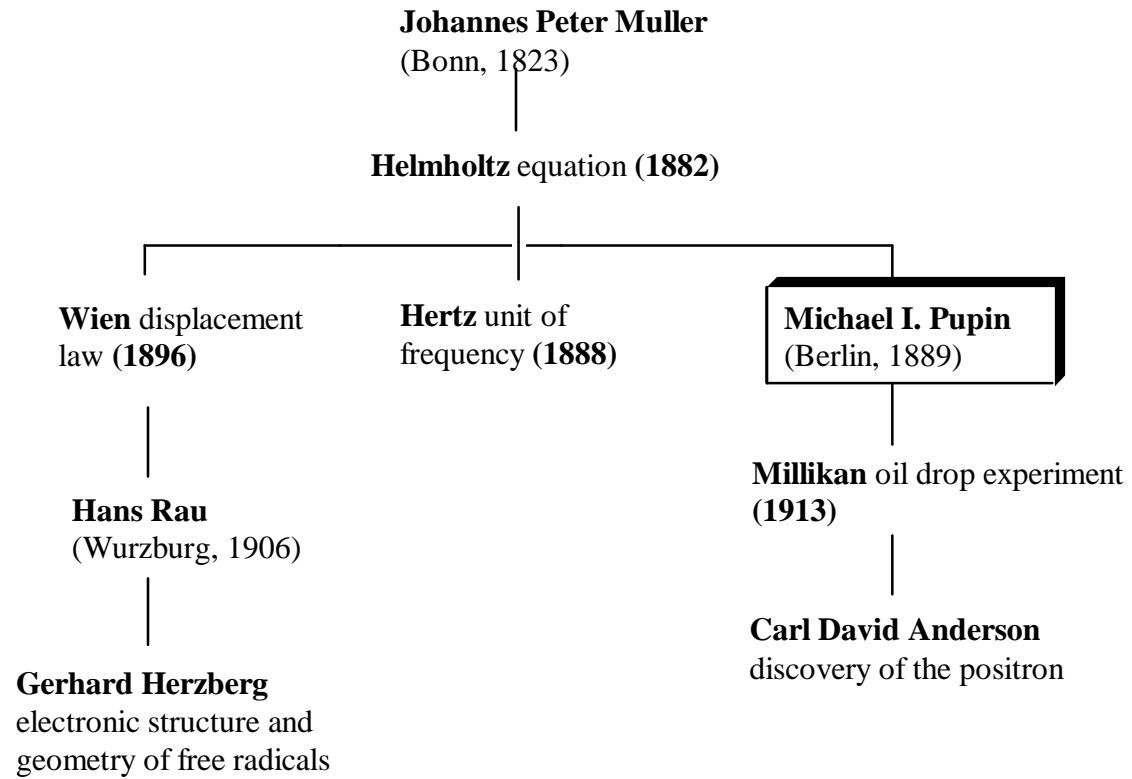 Johannes Peter Muller
(Bonn, 1823)
Helmholtz equation (1882)
Wien displacement
law (1896)
Hertz unit of
frequency (1888)
Michael I. Pupin
(Berlin, 1889)
Hans Rau
(Wurzburg, 1906)
Millikan oil drop experiment
(1913)
Gerhard Herzberg
electronic structure and
geometry of free radicals
Carl David Anderson
discovery of the positron